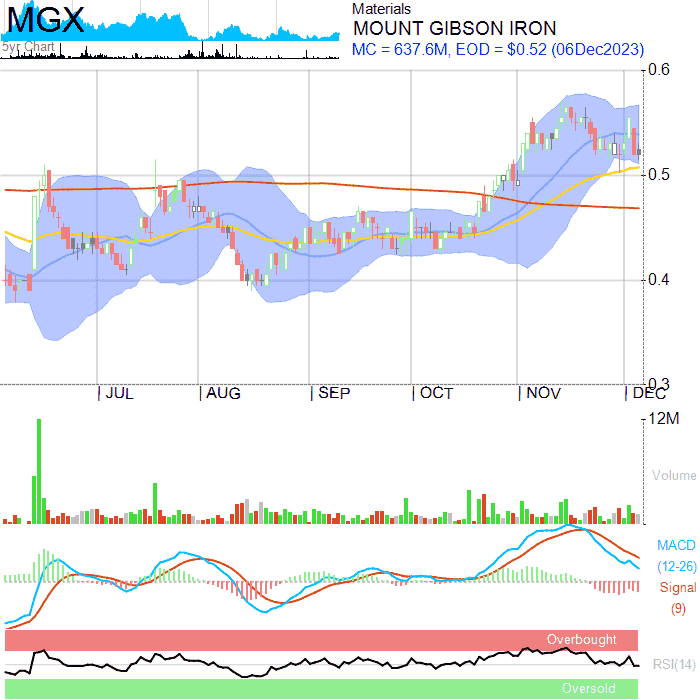 MGX
5yr Chart
Materials
MOUNT GIBSON IRON
MC = 637.6M, EOD = $0.52 (06Dec2023)
0.6
0.5
0.4
0.3
JUL
AUG
SEP
OCT
NOV
DEC
12M
Volume
MACD
(12-26)
Signal
(9)
Overbought
RSI(14)
Oversold